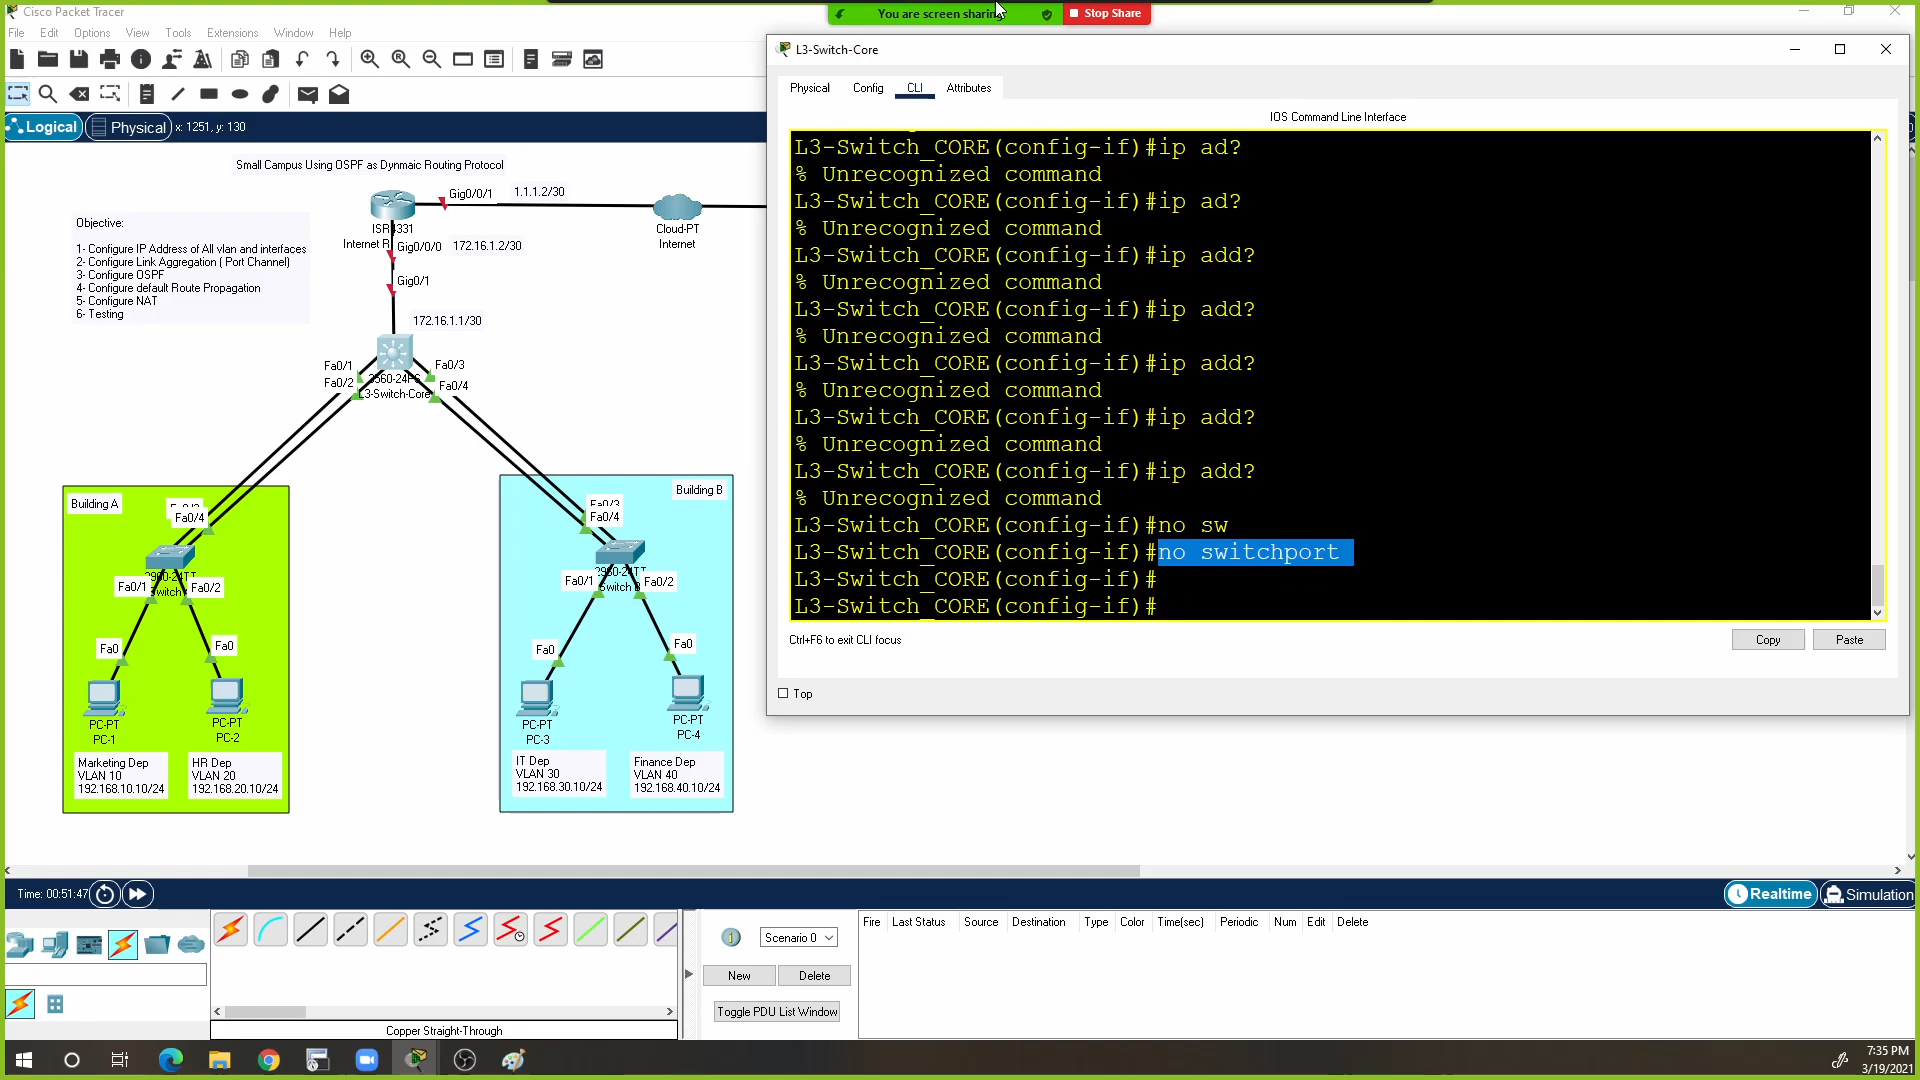 Cisco Packet Tracer
You are screen sharing
Stop Share
File Edit Options View Tools Extensions Window Help
Logical
Physical
x: 1251, y: 130
Small Campus Using OSPF as Dynmaic Routing Protocol
Objective:
1- Configure IP Address of All vlan and interfaces
2- Configure Link Aggregation ( Port Channel)
3- Configure OSPF
4- Configure default Route Propagation
5- Configure NAT
6- Testing
Gig0/0/1
1.1.1.2/30
Internet R
Gig0/0/0
172.16.1.2/30
Cloud-PT
Internet
Gig0/1
172.16.1.1/30
Fa0/1
Fa0/2
Fa0/3
Fa0/4
L3-Switch-Core
Building A
Fa0/4
Fa0/1
Fa0/2
Fa0
Fa0
PC-PT
PC-1
PC-PT
PC-2
Marketing Dep
VLAN 10
192.168.10.10/24
HR Dep
VLAN 20
192.168.20.10/24
Building B
Fa0/3
Fa0/4
Fa0/1
Fa0/2
Fa0
Fa0
PC-PT
PC-3
PC-PT
PC-4
IT Dep
VLAN 30
192.168.30.10/24
Finance Dep
VLAN 40
192.168.40.10/24
L3-Switch-Core
Physical Config CLI Attributes
IOS Command Line Interface
L3-Switch_CORE(config-if)#ip ad?
% Unrecognized command
L3-Switch_CORE(config-if)#ip ad?
% Unrecognized command
L3-Switch_CORE(config-if)#ip add?
% Unrecognized command
L3-Switch_CORE(config-if)#ip add?
% Unrecognized command
L3-Switch_CORE(config-if)#ip add?
% Unrecognized command
L3-Switch_CORE(config-if)#ip add?
% Unrecognized command
L3-Switch_CORE(config-if)#ip add?
% Unrecognized command
L3-Switch_CORE(config-if)#no sw
L3-Switch_CORE(config-if)#no switchport
L3-Switch_CORE(config-if)#
L3-Switch_CORE(config-if)#
Ctrl+F6 to exit CLI focus
Copy
Paste
Top
Time: 00:51:47
Realtime
Simulation
Scenario 0
New
Delete
Toggle PDU List Window
Fire Last Status Source Destination Type Color Time(sec) Periodic Num Edit Delete
Copper Straight-Through
7:35 PM
3/19/2021